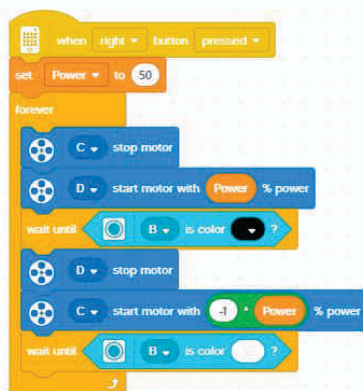 when right button pressed
set Power to 50
forever
C stop motor
D start motor with Power % power
wait until B is color ?
D stop motor
C start motor with -1 * Power % power
wait until B is color ?